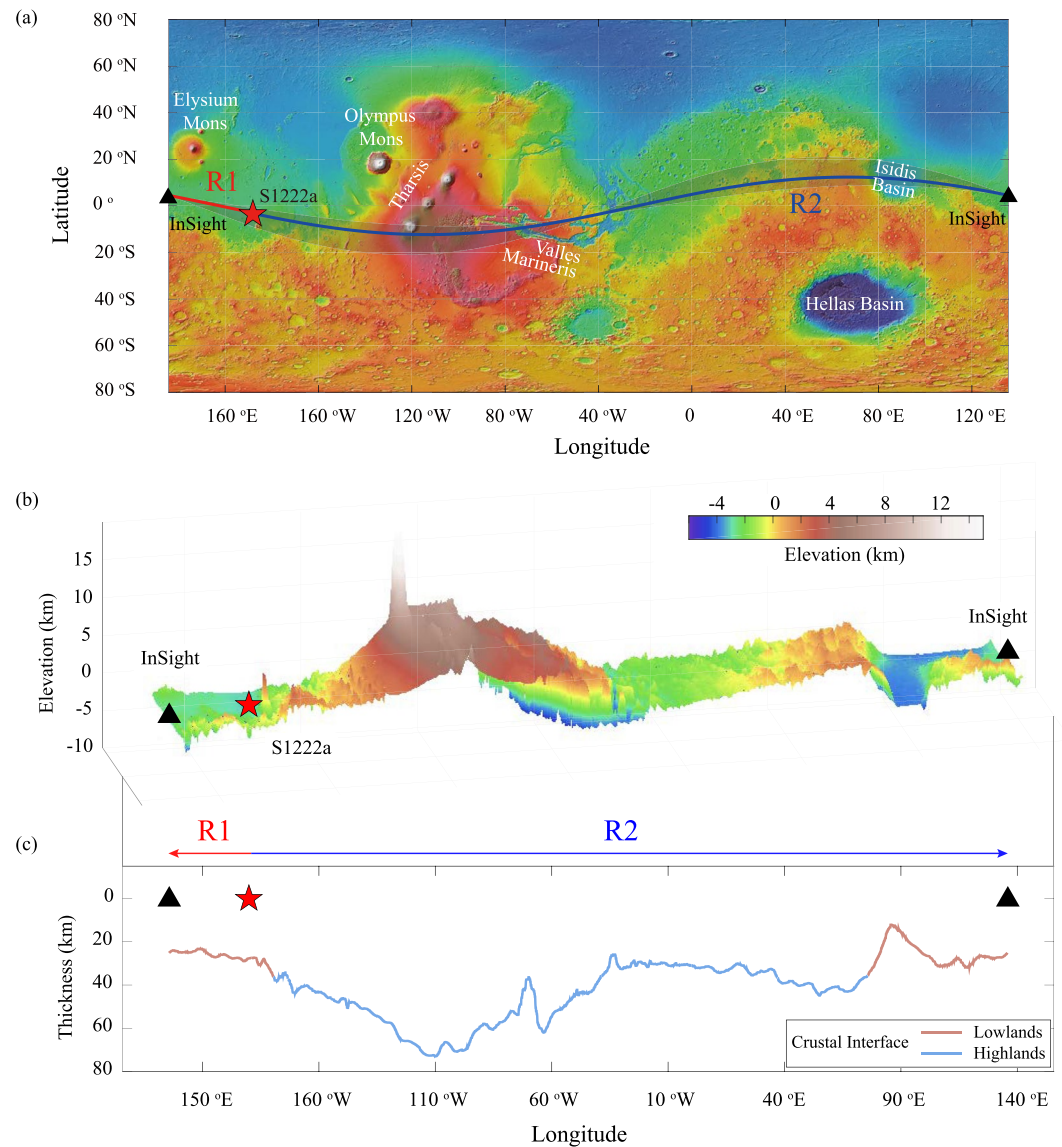 (a)
80 °N
60 °N
40 °N
20 °N
0 °
20 °S
40 °S
60 °S
80 °S
Latitude
Elysium
Mons
Olympus
Mons
Tharsis
R1
S1222a
InSight
Valles
Marineris
R2
Isidis
Basin
InSight
Hellas Basin
160 °E
160 °W
120 °W
80 °W
40 °W
0
40 °E
80 °E
120 °E
Longitude
(b)
-4
0
4
8
12
Elevation (km)
15
10
5
0
-5
-10
Elevation (km)
InSight
S1222a
InSight
R1
R2
(c)
0
20
40
60
80
Thickness (km)
Crustal Interface
Lowlands
Highlands
150 °E
160 °W
110 °W
60 °W
10 °W
40 °E
90 °E
140 °E
Longitude